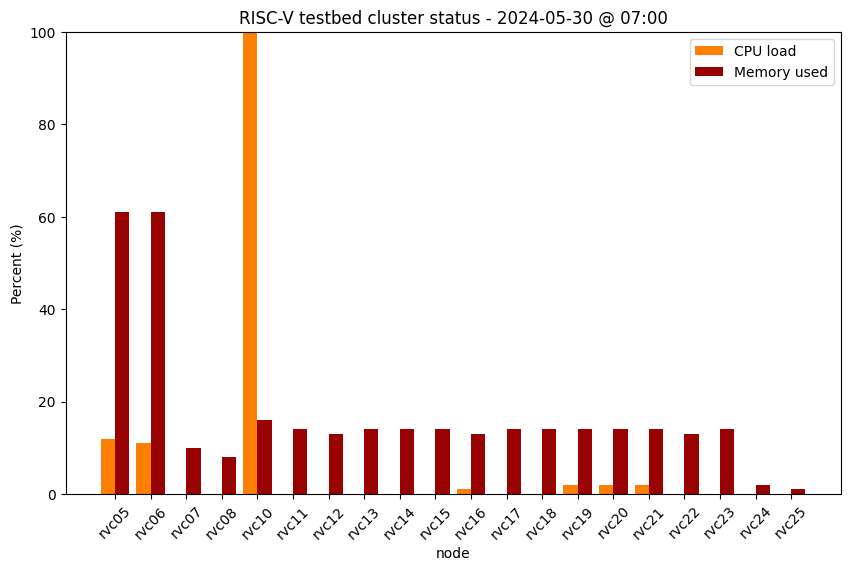 RISC-V testbed cluster status - 2024-05-30 @ 07:00
CPU load
Memory used
Percent (%)
100
80
60
40
20
0
rvc05 rvc06 rvc07 rvc08 rvc10 rvc11 rvc12 rvc13 rvc14 rvc15 rvc16 rvc17 rvc18 rvc19 rvc20 rvc21 rvc22 rvc23 rvc24 rvc25
node